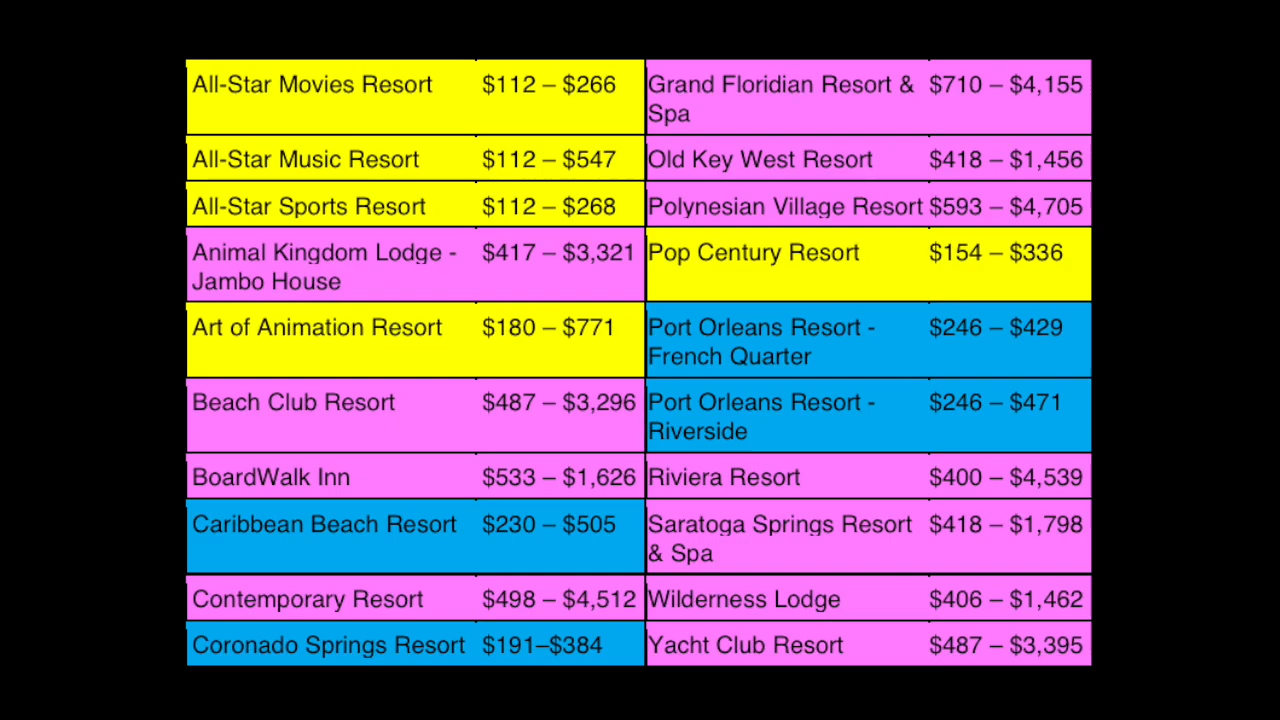 All-Star Movies Resort $112 – $266 Grand Floridian Resort & $710 – $4,155
Spa
All-Star Music Resort $112 – $547 Old Key West Resort $418 – $1,456
All-Star Sports Resort $112 – $268 Polynesian Village Resort $593 – $4,705
Animal Kingdom Lodge - $417 – $3,321 Pop Century Resort $154 – $336
Jambo House
Art of Animation Resort $180 – $771 Port Orleans Resort - $246 – $429
French Quarter
Beach Club Resort $487 – $3,296 Port Orleans Resort - $246 – $471
Riverside
BoardWalk Inn $533 – $1,626 Riviera Resort $400 – $4,539
Caribbean Beach Resort $230 – $505 Saratoga Springs Resort $418 – $1,798
& Spa
Contemporary Resort $498 – $4,512 Wilderness Lodge $406 – $1,462
Coronado Springs Resort $191–$384 Yacht Club Resort $487 – $3,395